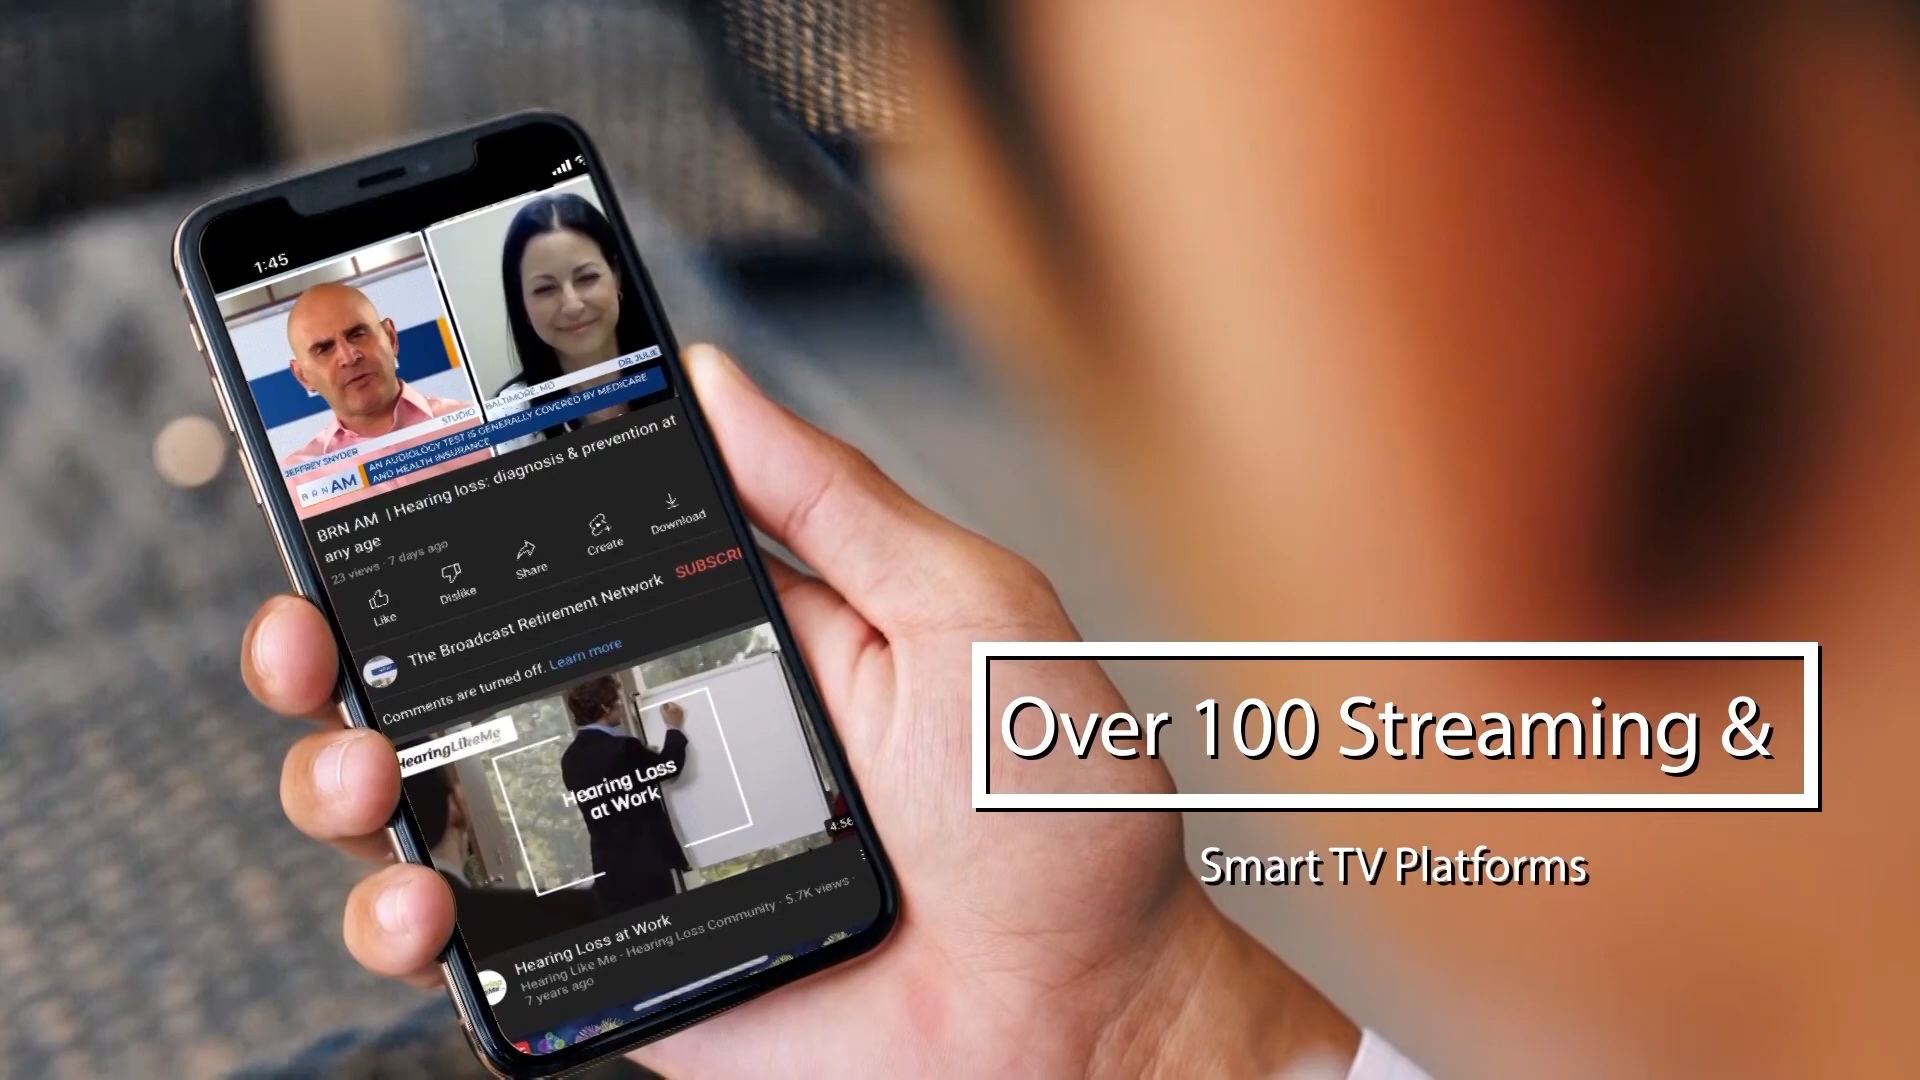 1:45
JEFFREY SNYDER
STUDIO
BALTIMORE, MD
DR. JULIE
BRN AM
AN AUDIOLOGY TEST IS GENERALLY COVERED BY MEDICARE
AND HEALTH INSURANCE
BRN AM | Hearing loss: diagnosis & prevention at
any age
23 views · 7 days ago
Like
Dislike
Share
Create
Download
The Broadcast Retirement Network
SUBSCRI
Comments are turned off. Learn more
HearingLikeMe
Hearing Loss
at Work
4:56
Hearing Loss at Work
Hearing Like Me - Hearing Loss Community · 5.7K views ·
7 years ago
Over 100 Streaming &
Smart TV Platforms